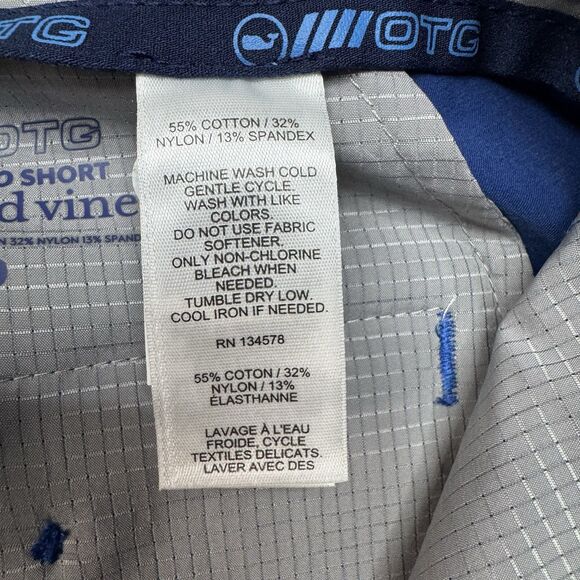 OTG
OTG
OTG
SHORT
vine
32% NYLON 13% SPAND
55% COTTON / 32%
NYLON / 13% SPANDEX
MACHINE WASH COLD
GENTLE CYCLE.
WASH WITH LIKE
COLORS.
DO NOT USE FABRIC
SOFTENER.
ONLY NON-CHLORINE
BLEACH WHEN
NEEDED.
TUMBLE DRY LOW.
COOL IRON IF NEEDED.
RN 134578
55% COTON / 32%
NYLON / 13%
ÉLASTHANNE
LAVAGE À L'EAU
FROIDE, CYCLE
TEXTILES DELICATS.
LAVER AVEC DES